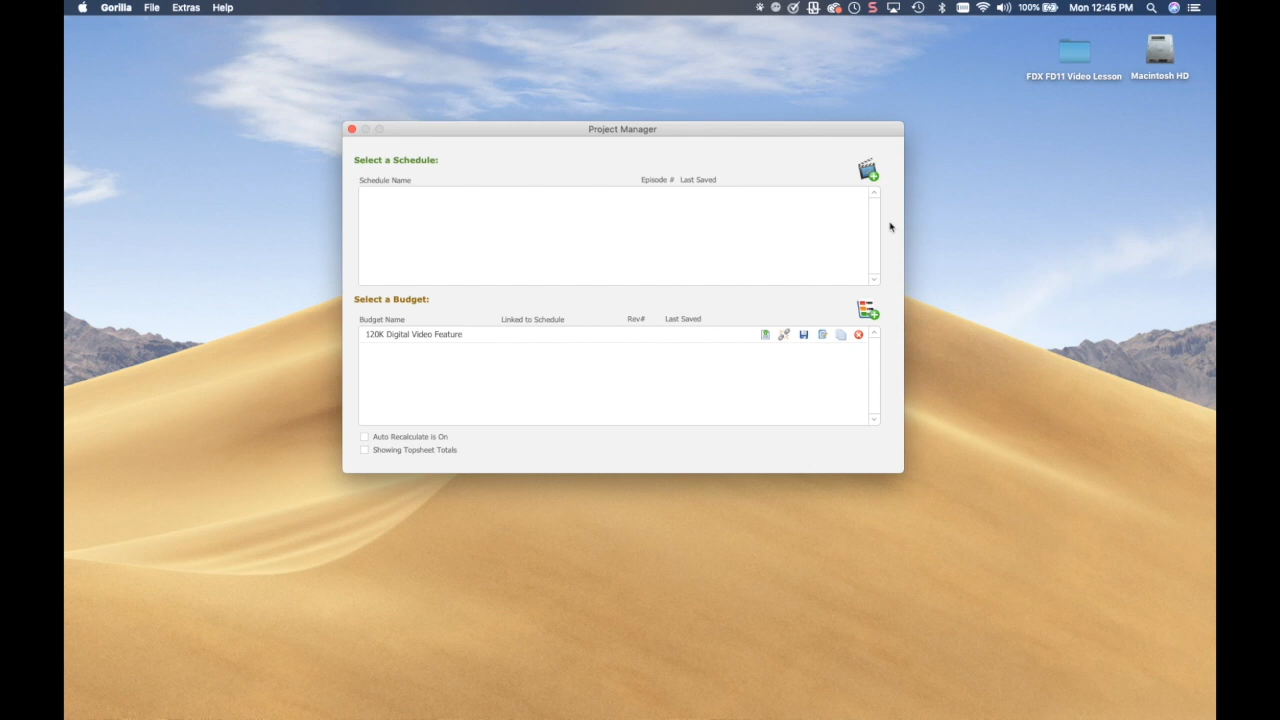 Gorilla File Extras Help 100% Mon 12:45 PM
FDX FD11 Video Lesson Macintosh HD
Project Manager
Select a Schedule:
Schedule Name Episode # Last Saved
Select a Budget:
Budget Name Linked to Schedule Rev# Last Saved
120K Digital Video Feature
Auto Recalculate is On
Showing Topsheet Totals